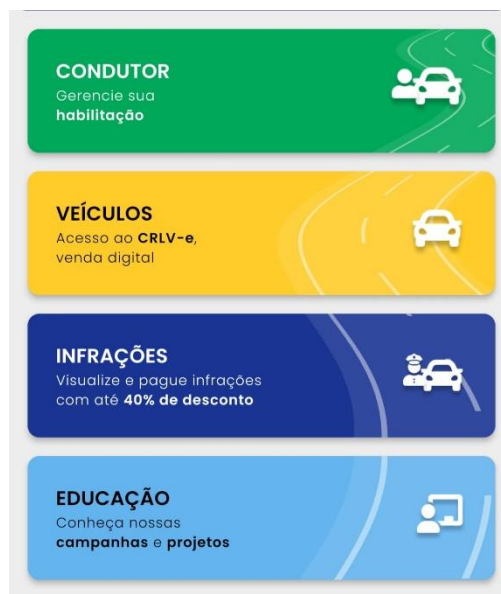 CONDUTOR
Gerencie sua
habilitação
VEÍCULOS
Acesso ao CRLV-e,
venda digital
INFRAÇÕES
Visualize e pague infrações
com até 40% de desconto
EDUCAÇÃO
Conheça nossas
campanhas e projetos